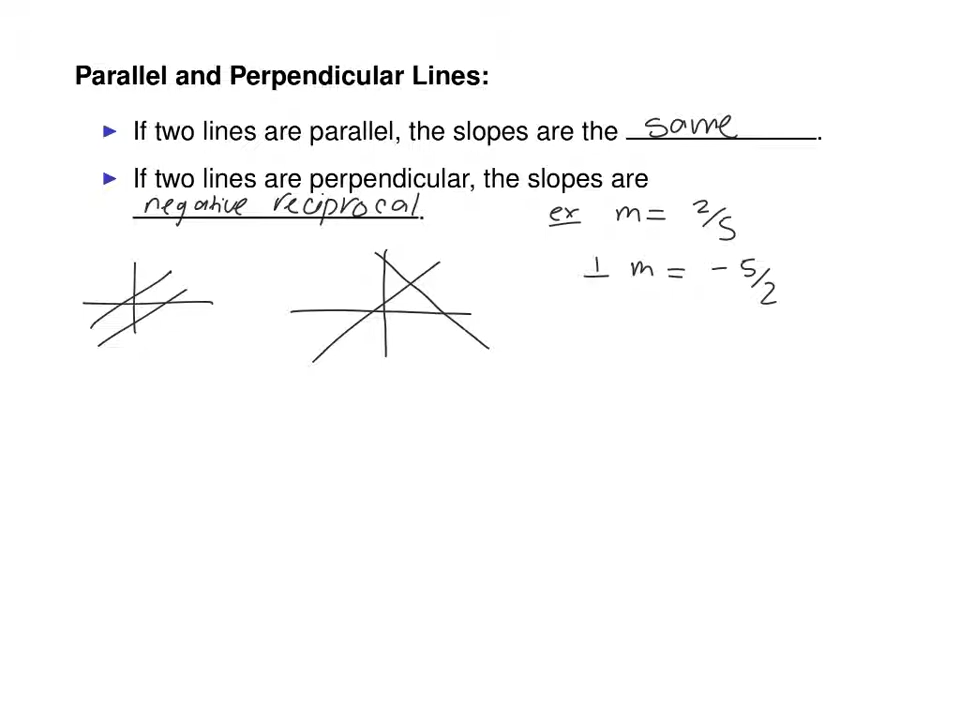 Parallel and Perpendicular Lines:
► If two lines are parallel, the slopes are the same.
► If two lines are perpendicular, the slopes are
negative reciprocal.
ex m = 2/5
⊥ m = - 5/2